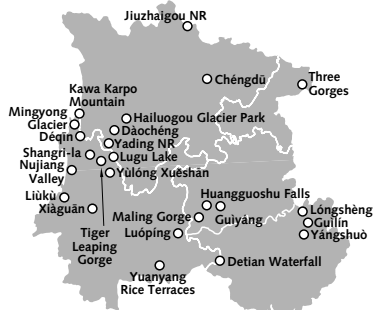 Jiuzhaigou NR
Chéngdū
Three
Gorges
Kawa Karpo
Mountain
Mingyong
Glacier
Déqīn
Hailuogou Glacier Park
Dàochéng
Yading NR
Shangri-la
Lugu Lake
Nujiang
Valley
Yùlóng Xuěshān
Liùkù
Xiàguān
Huangguoshu Falls
Maling Gorge
Guìyáng
Lóngshèng
Guìlín
Yángshuò
Tiger
Leaping
Gorge
Luópíng
Detian Waterfall
Yuanyang
Rice Terraces